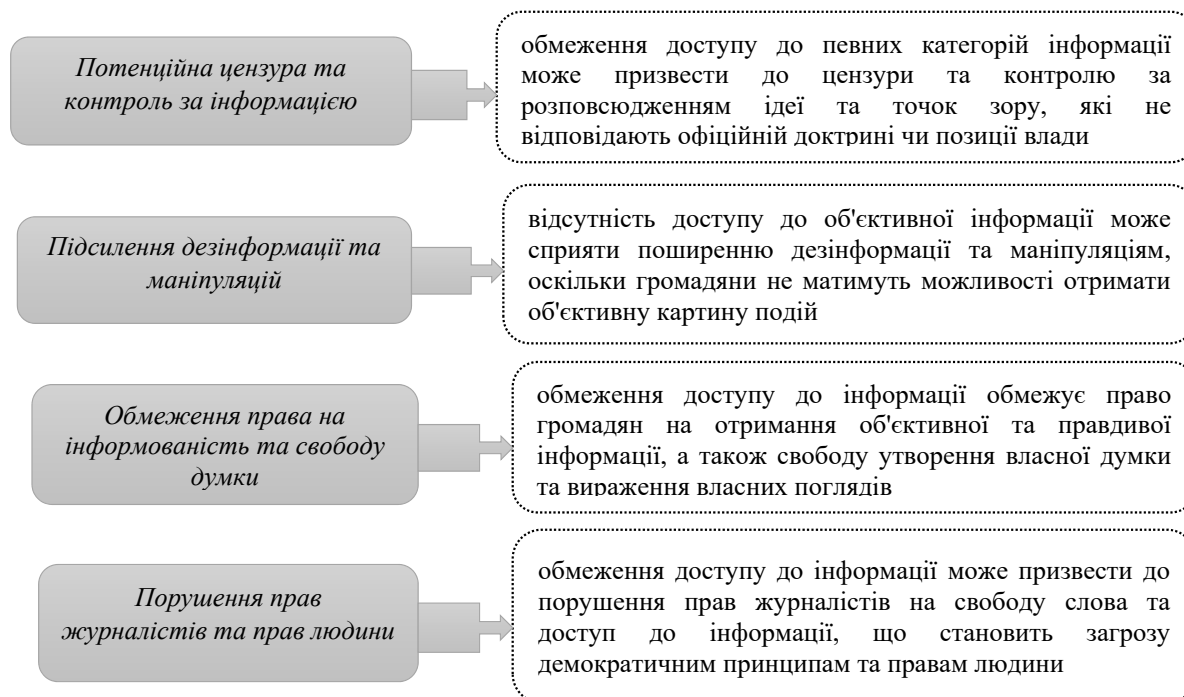 Потенційна цензура та
контроль за інформацією
обмеження доступу до певних категорій інформації
може призвести до цензури та контролю за
розповсюдженням ідеї та точок зору, які не
відповідають офіційній доктрині чи позиції влади
Підсилення дезінформації та
маніпуляцій
відсутність доступу до об'єктивної інформації може
сприяти поширенню дезінформації та маніпуляціям,
оскільки громадяни не матимуть можливості отримати
об'єктивну картину подій
Обмеження права на
інформованість та свободу
думки
обмеження доступу до інформації обмежує право
громадян на отримання об'єктивної та правдивої
інформації, а також свободу утворення власної думки
та вираження власних поглядів
Порушення прав
журналістів та прав людини
обмеження доступу до інформації може призвести до
порушення прав журналістів на свободу слова та
доступ до інформації, що становить загрозу
демократичним принципам та правам людини